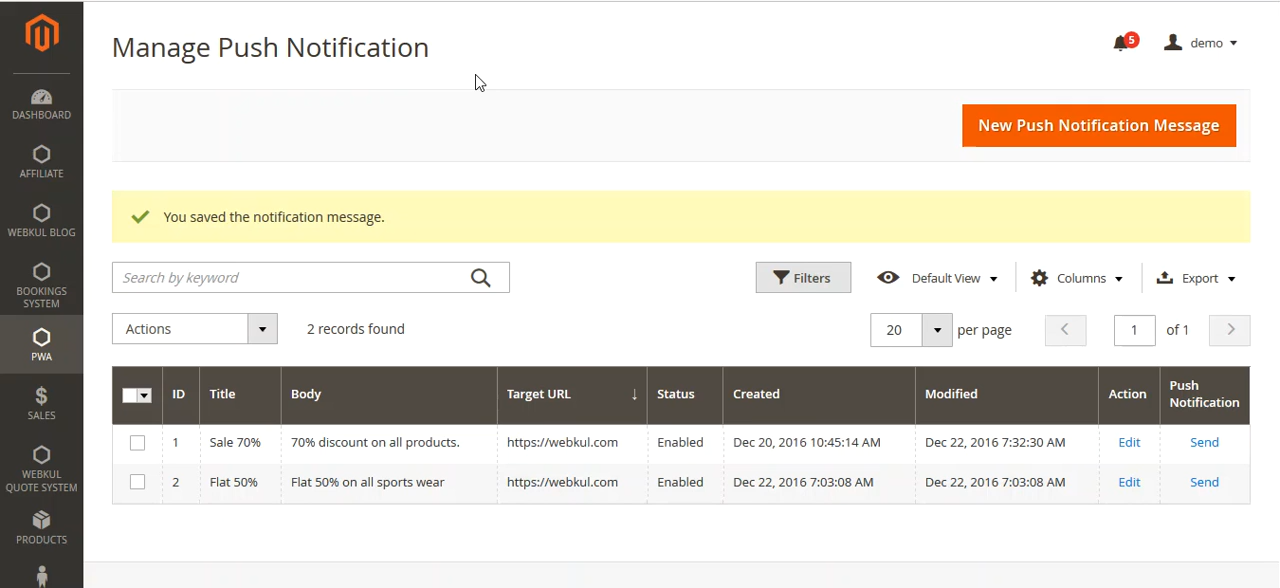 Manage Push Notification
5
demo
DASHBOARD
AFFILIATE
WEBKUL BLOG
BOOKINGS
SYSTEM
PWA
SALES
WEBKUL
QUOTE SYSTEM
PRODUCTS
New Push Notification Message
You saved the notification message.
Search by keyword
Filters
Default View
Columns
Export
Actions
2 records found
20
per page
1
of 1
ID Title Body Target URL ↓ Status Created Modified Action Push
Notification
1 Sale 70% 70% discount on all products. https://webkul.com Enabled Dec 20, 2016 10:45:14 AM Dec 22, 2016 7:32:30 AM Edit Send
2 Flat 50% Flat 50% on all sports wear https://webkul.com Enabled Dec 22, 2016 7:03:08 AM Dec 22, 2016 7:03:08 AM Edit Send